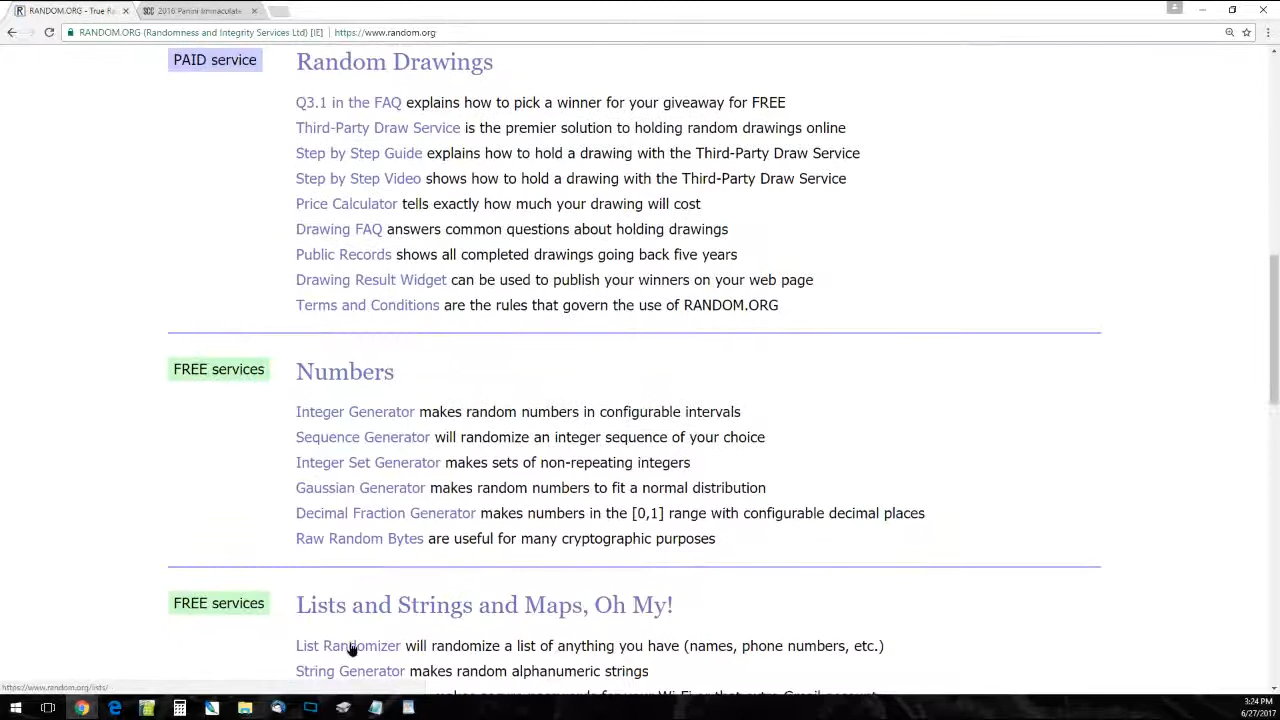 RANDOM.ORG - True R
2016 Panini Immaculate
RANDOM.ORG (Randomness and Integrity Services Ltd) [IE]
https://www.random.org
PAID service
Random Drawings
Q3.1 in the FAQ explains how to pick a winner for your giveaway for FREE
Third-Party Draw Service is the premier solution to holding random drawings online
Step by Step Guide explains how to hold a drawing with the Third-Party Draw Service
Step by Step Video shows how to hold a drawing with the Third-Party Draw Service
Price Calculator tells exactly how much your drawing will cost
Drawing FAQ answers common questions about holding drawings
Public Records shows all completed drawings going back five years
Drawing Result Widget can be used to publish your winners on your web page
Terms and Conditions are the rules that govern the use of RANDOM.ORG
FREE services
Numbers
Integer Generator makes random numbers in configurable intervals
Sequence Generator will randomize an integer sequence of your choice
Integer Set Generator makes sets of non-repeating integers
Gaussian Generator makes random numbers to fit a normal distribution
Decimal Fraction Generator makes numbers in the [0,1] range with configurable decimal places
Raw Random Bytes are useful for many cryptographic purposes
FREE services
Lists and Strings and Maps, Oh My!
List Randomizer will randomize a list of anything you have (names, phone numbers, etc.)
String Generator makes random alphanumeric strings
https://www.random.org/lists/
makes secure passwords for your Wi-Fi or that extra Gmail account
3:24 PM
6/27/2017